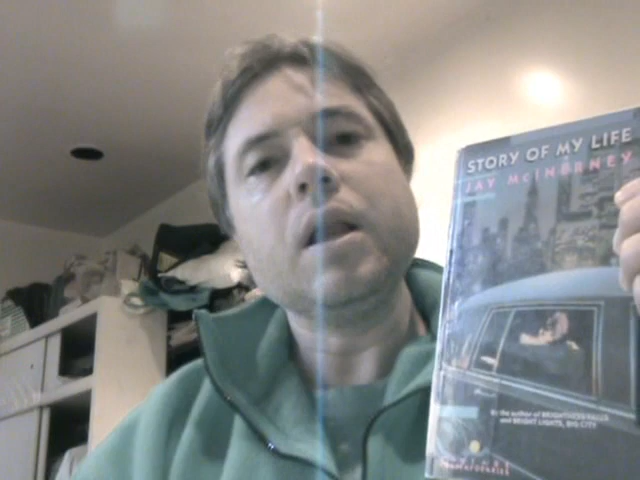 STORY OF MY LIFE
JAY McINERNEY
by the author of BRIGHTNESS FALLS
and BRIGHT LIGHTS, BIG CITY